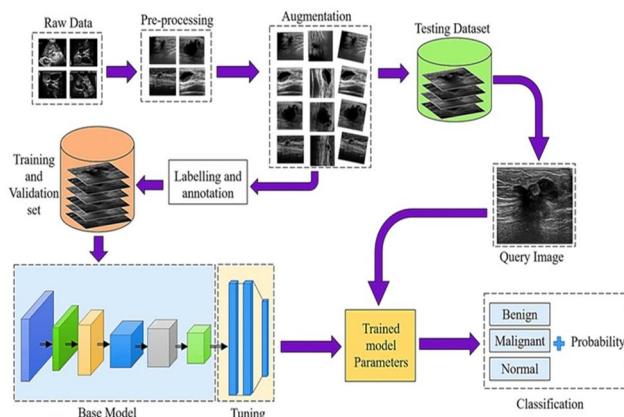 Raw Data
Pre-processing
Augmentation
Testing Dataset
Training
and
Validation
set
Labelling and
annotation
Query Image
Base Model
Tuning
Trained
model
Parameters
Benign
Malignant
Normal
Probability
Classification